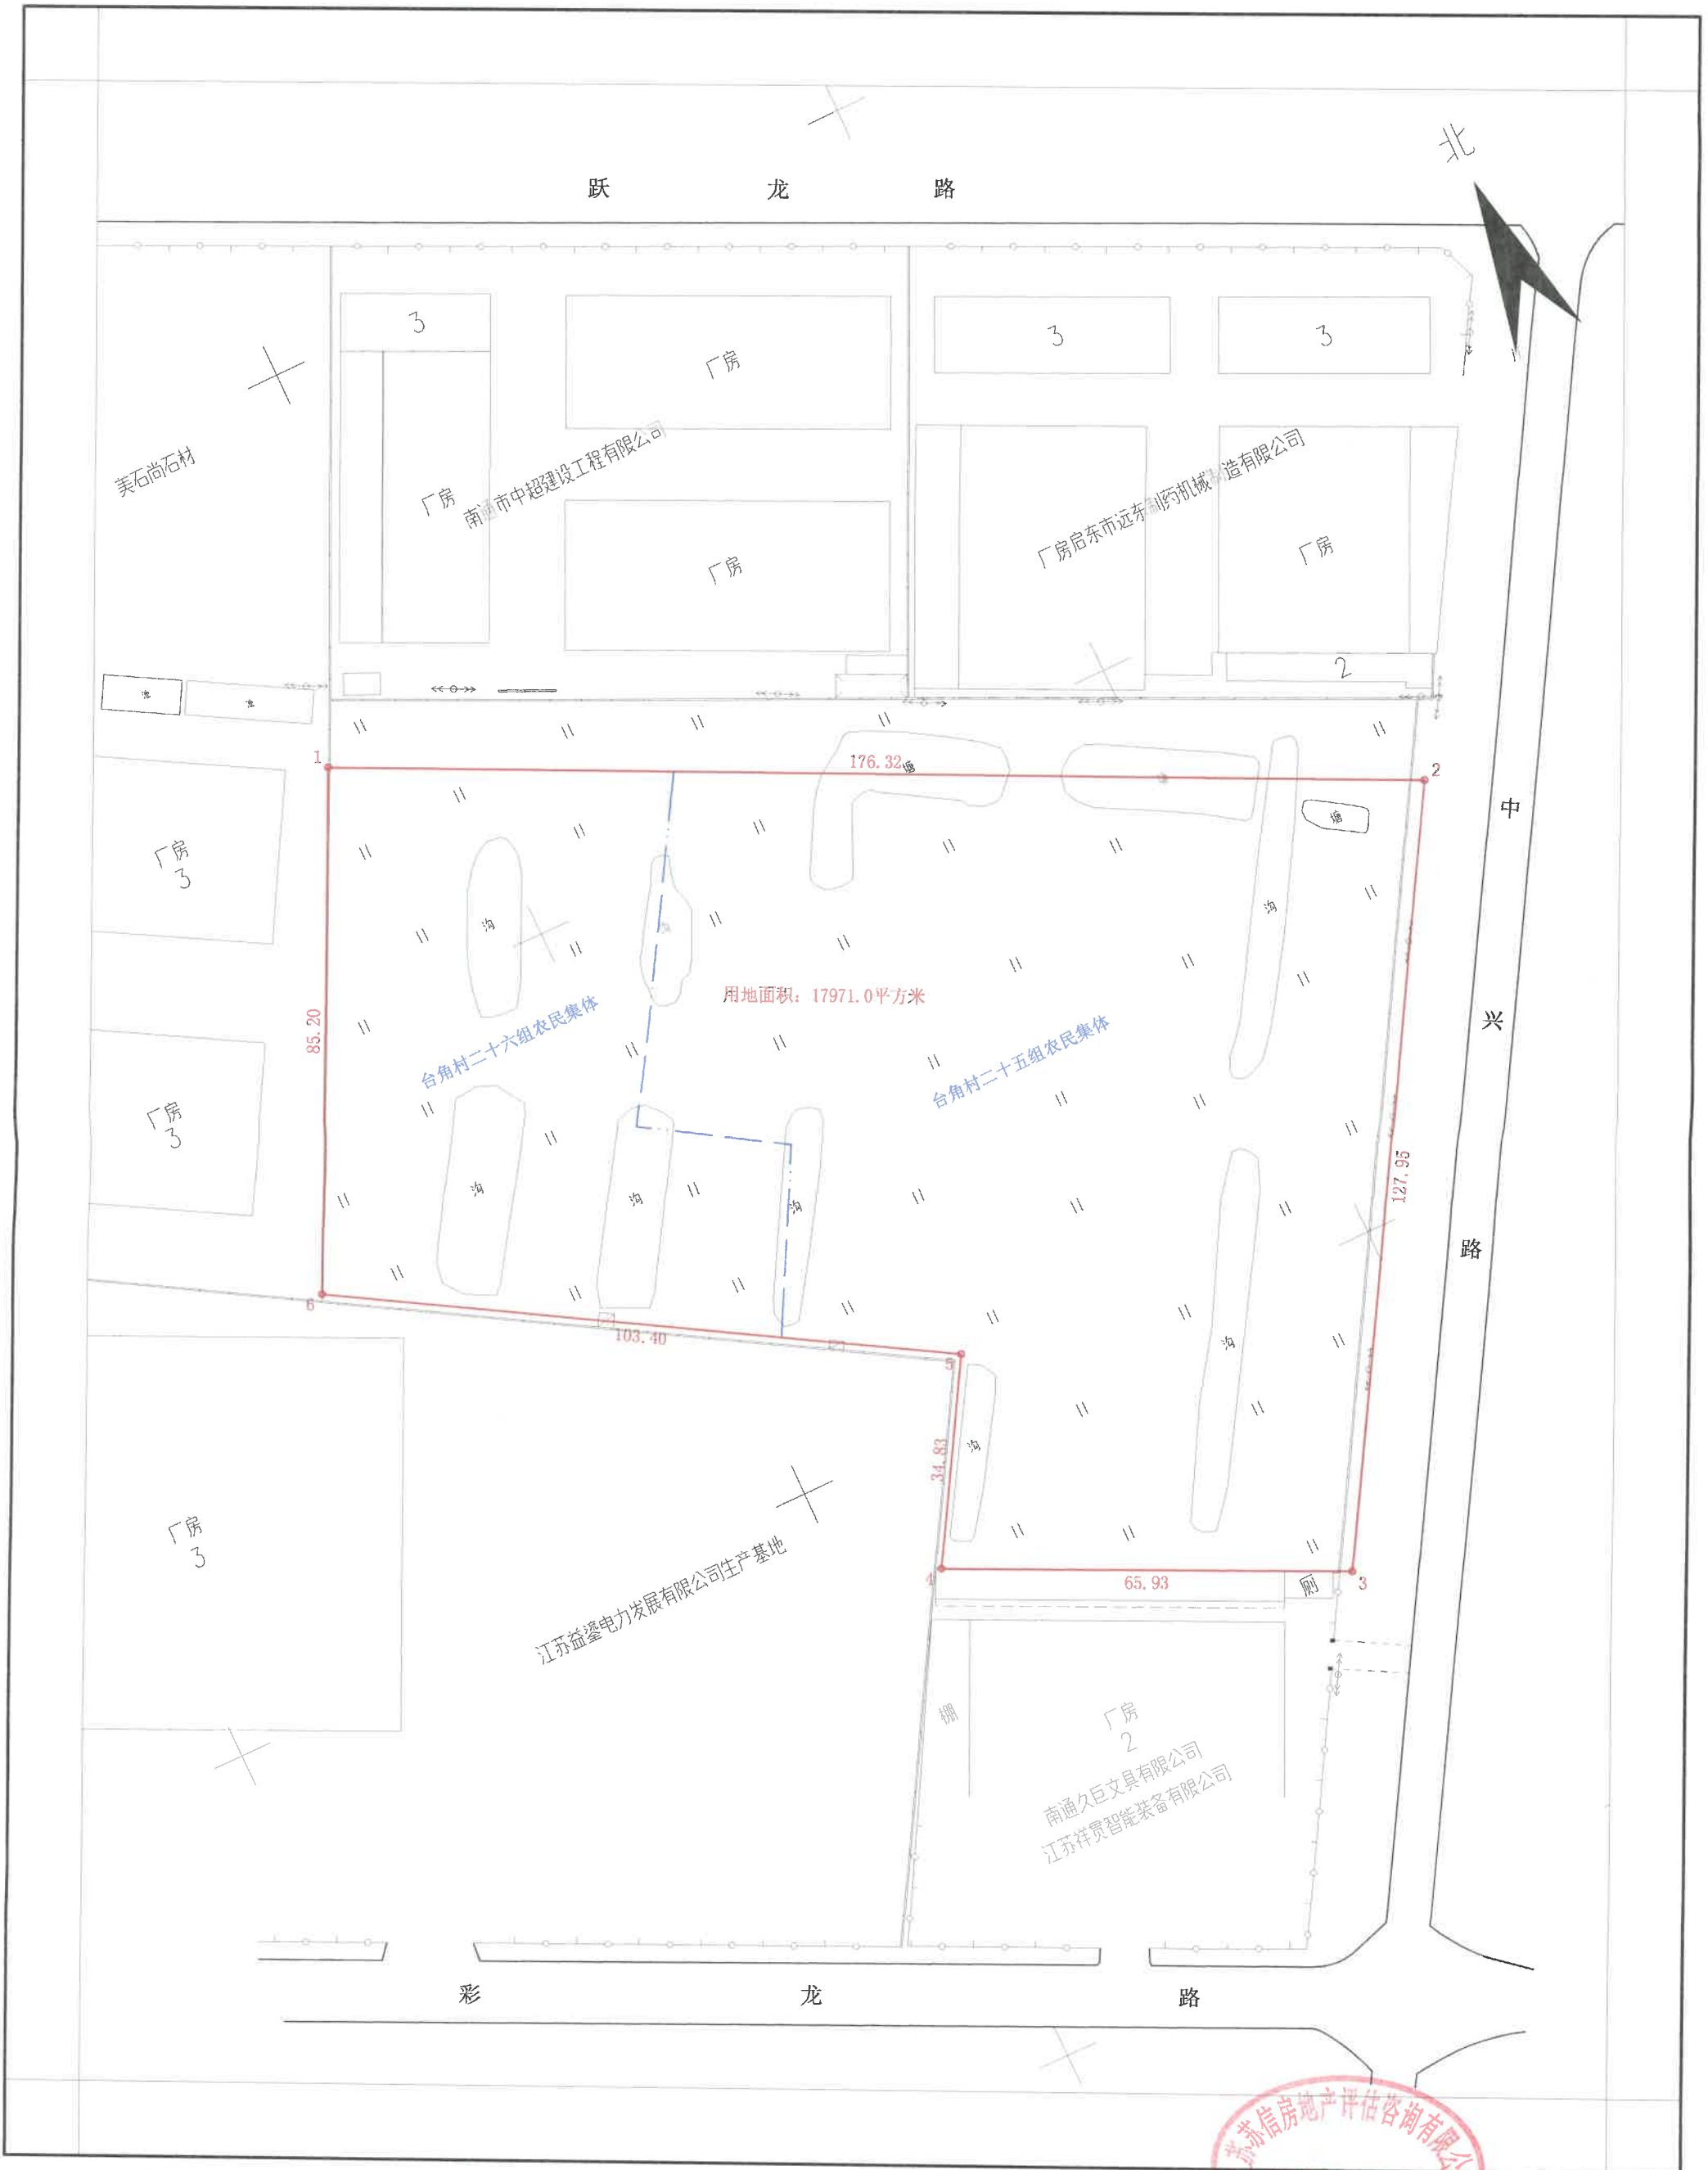 北
跃 龙 路
3
3
3
厂房
美石尚石材
厂房
南通市中超建设工程有限公司
厂房启东市远东制药机械制造有限公司
厂房
厂房
2
1
176.32
塘
2
塘
中
厂房
3
沟
沟
用地面积：17971.0平方米
85.20
台角村二十六组农民集体
台角村二十五组农民集体
兴
厂房
3
127.95
沟
沟
沟
路
6
103.40
5
沟
34.83
沟
厂房
3
江苏益鎏电力发展有限公司生产基地
4
65.93
厕
3
棚
厂房
2
南通久巨文具有限公司
江苏祥贯智能装备有限公司
彩 龙 路
苏信房地产评估咨询有限公